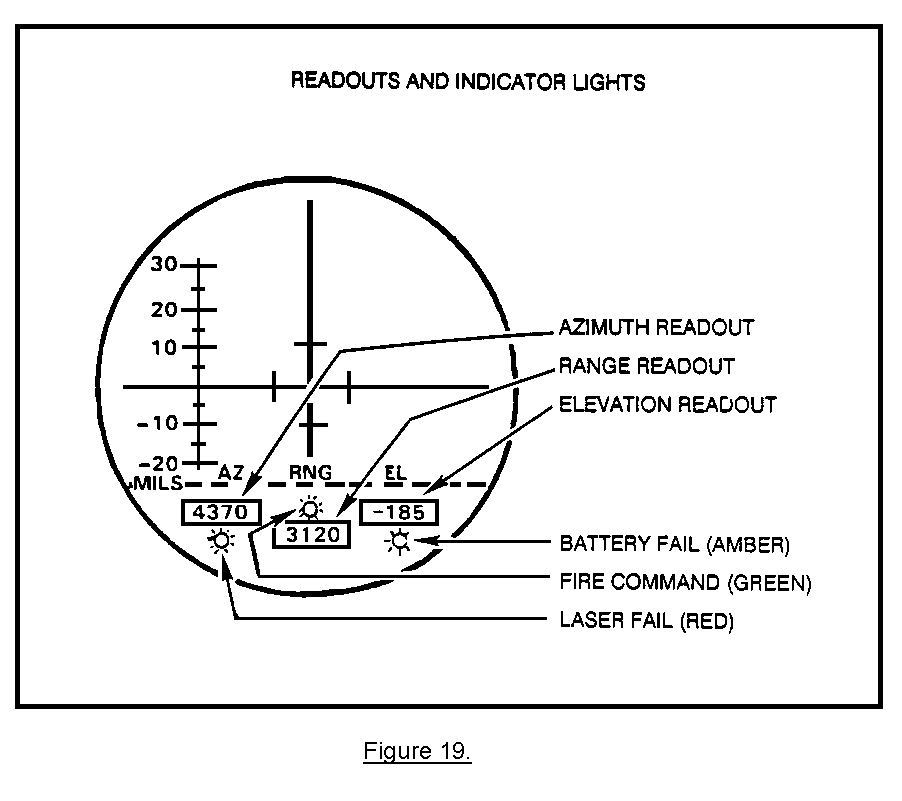 READOUTS AND INDICATOR LIGHTS
30
20
10
-10
-20
MILS
AZ RNG EL
4370
3120
-185
AZIMUTH READOUT
RANGE READOUT
ELEVATION READOUT
BATTERY FAIL (AMBER)
FIRE COMMAND (GREEN)
LASER FAIL (RED)
Figure 19.